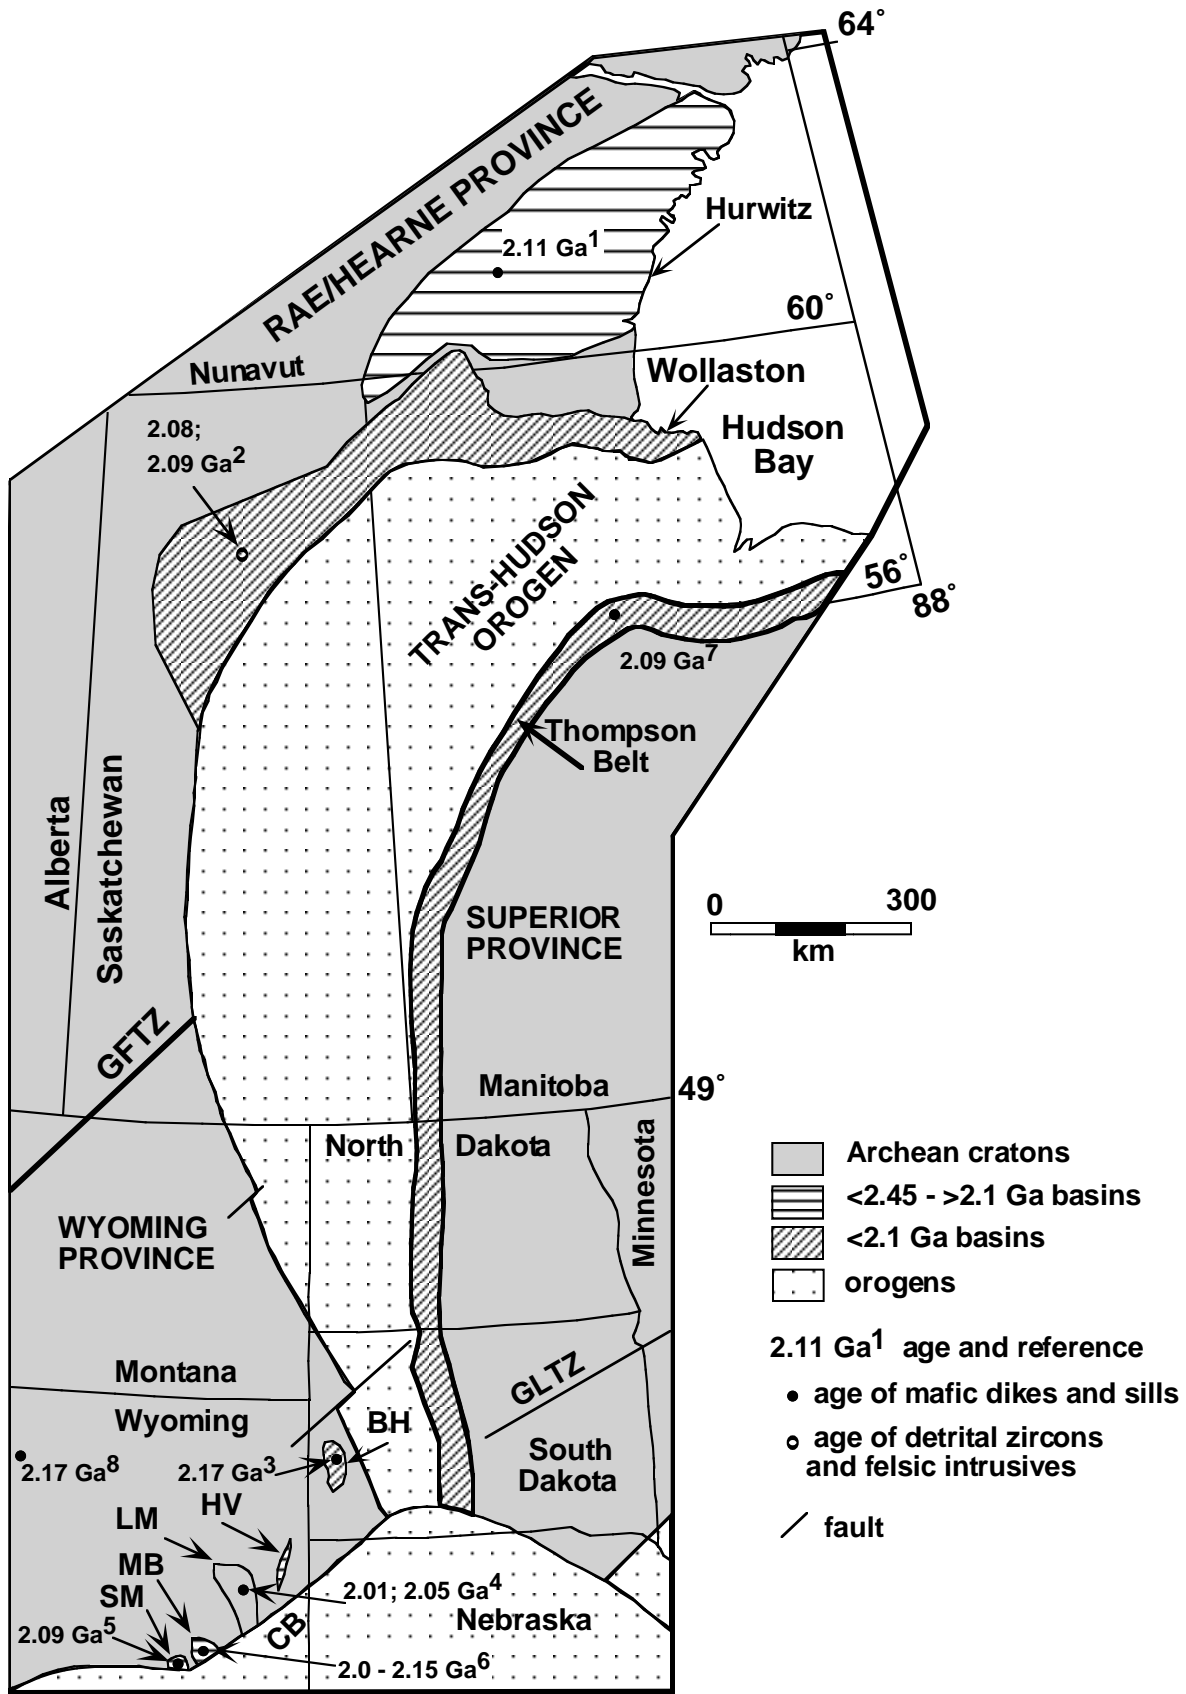 64°
RAE/HEARNE PROVINCE
Hurwitz
2.11 Ga1
60°
Nunavut
Wollaston
2.08;
2.09 Ga2
Hudson
Bay
TRANS-HUDSON
OROGEN
56°
88°
2.09 Ga7
Thompson
Belt
Alberta
Saskatchewan
0 300
km
SUPERIOR
PROVINCE
GFTZ
Manitoba
49°
North Dakota
Minnesota
WYOMING
PROVINCE
Archean cratons
<2.45 - >2.1 Ga basins
<2.1 Ga basins
orogens
2.11 Ga1 age and reference
age of mafic dikes and sills
age of detrital zircons
and felsic intrusives
fault
Montana
Wyoming
GLTZ
BH
South
Dakota
2.17 Ga8
2.17 Ga3
HV
LM
MB
SM
2.01; 2.05 Ga4
2.09 Ga5
CB
Nebraska
2.0 - 2.15 Ga6